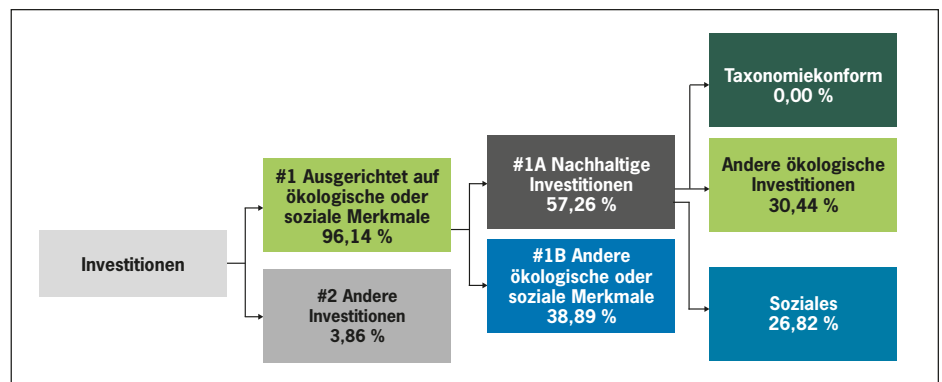 Investitionen
#1 Ausgerichtet auf
ökologische oder
soziale Merkmale
96,14 %
#2 Andere
Investitionen
3,86 %
#1A Nachhaltige
Investitionen
57,26 %
#1B Andere
ökologische oder
soziale Merkmale
38,89 %
Taxonomiekonform
0,00 %
Andere ökologische
Investitionen
30,44 %
Soziales
26,82 %